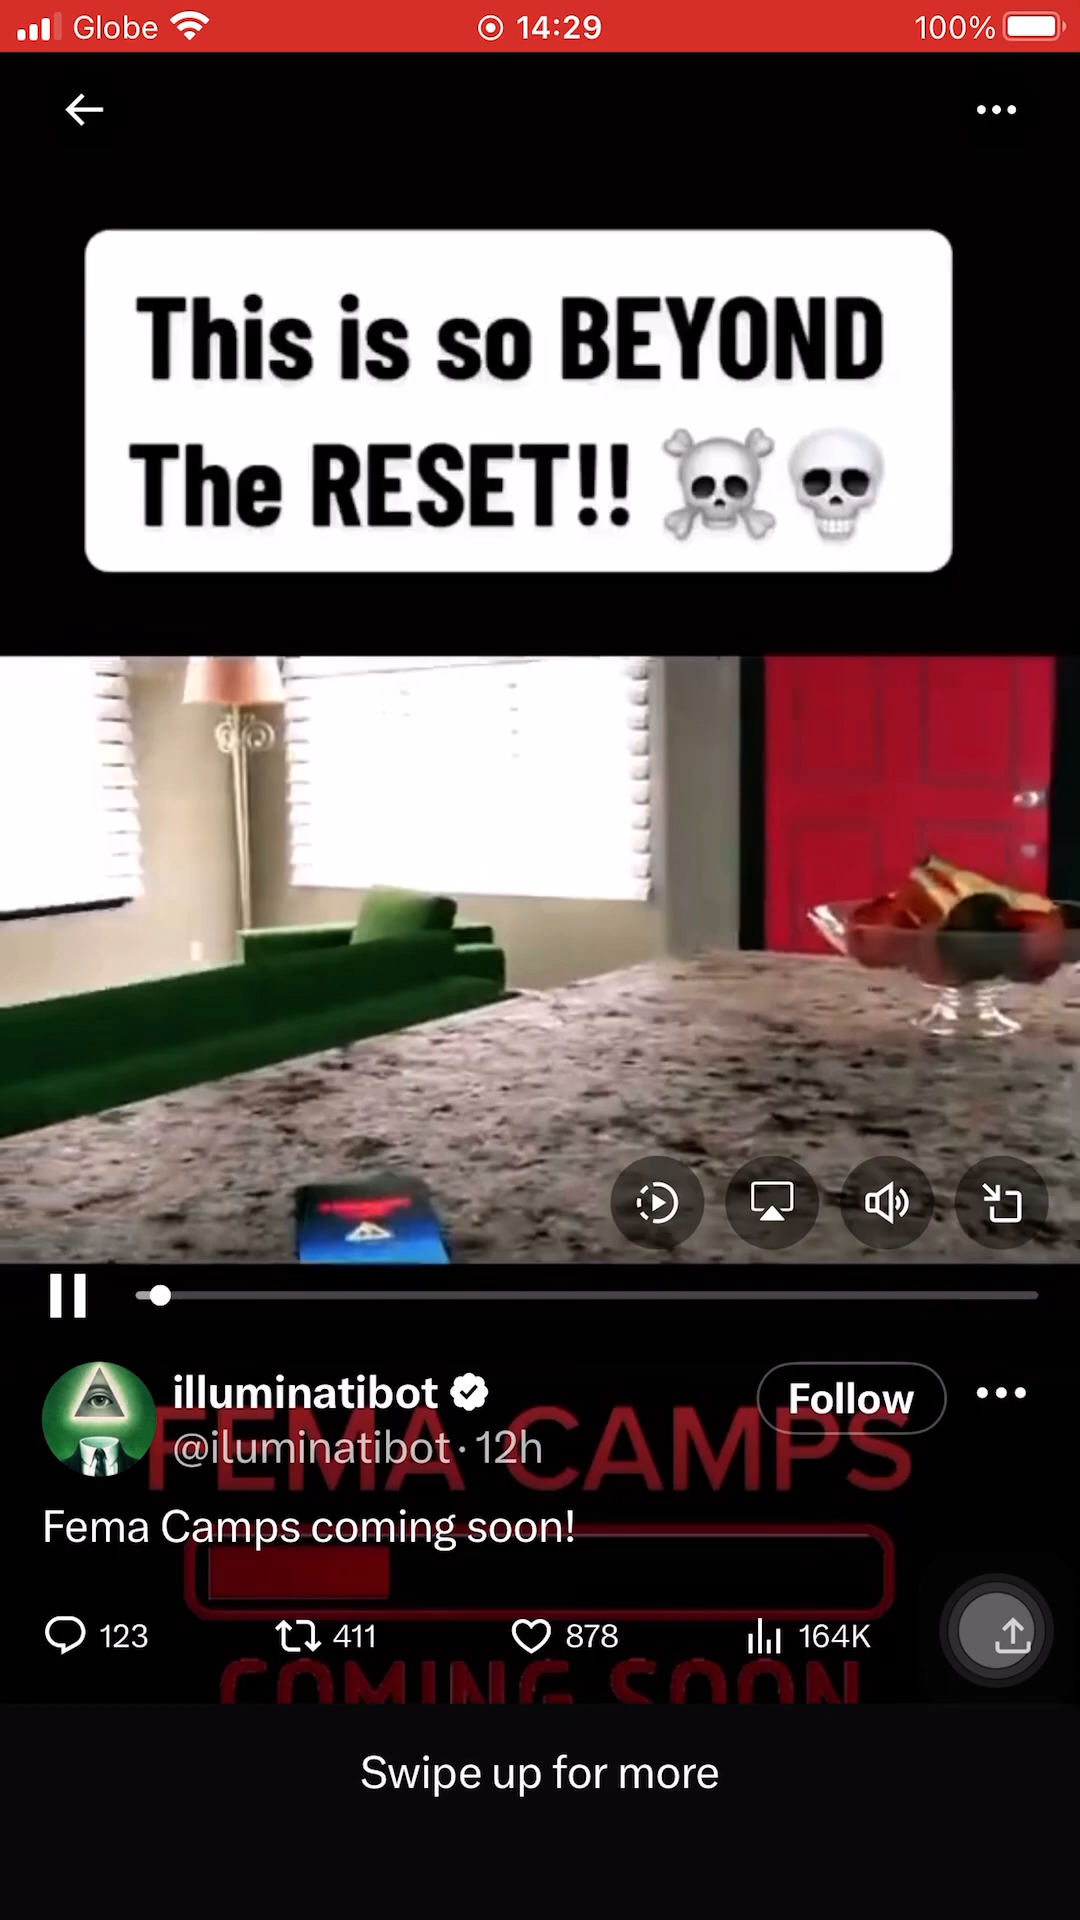 Globe
14:29
100%
This is so BEYOND
The RESET!! ☠️💀
illuminatibot
Follow
@iluminatibot · 12h
FEMA CAMPS
Fema Camps coming soon!
123
411
878
164K
COMING SOON
Swipe up for more